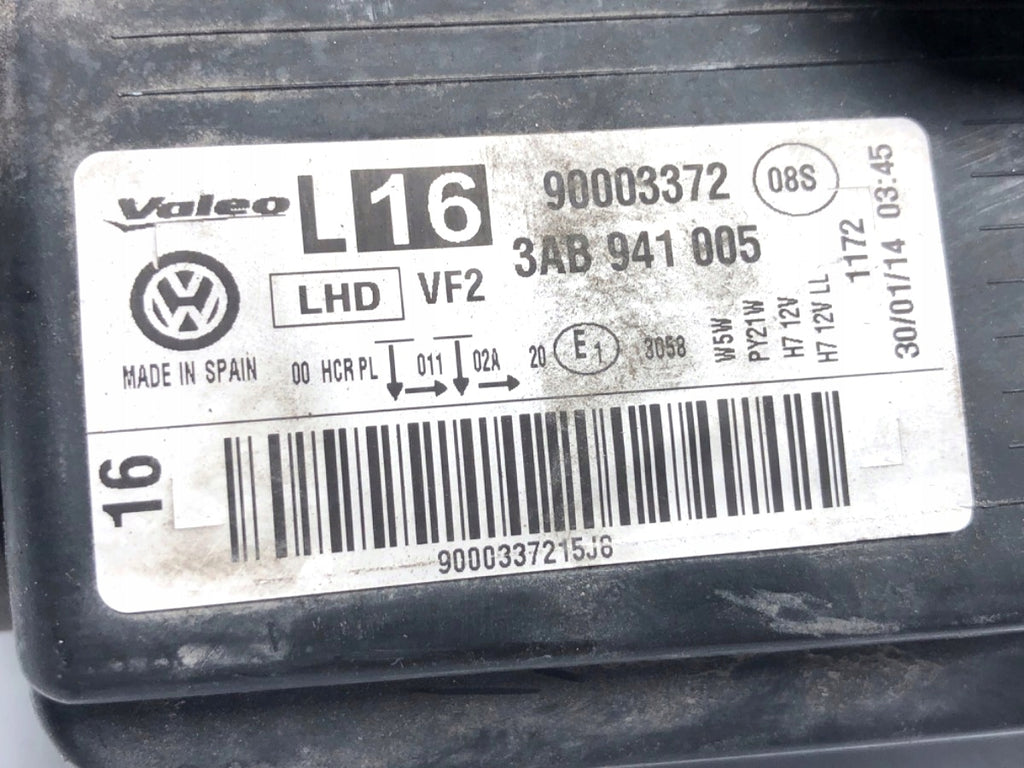 Valeo
L 16
90003372
08S
3AB 941 005
LHD
VF2
MADE IN SPAIN
00 HCR PL 011 02A 20 E1 3058
W5W
PY21W
H7 12V
H7 12V LL
1172
30/01/14 03:45
16
9000337215J6